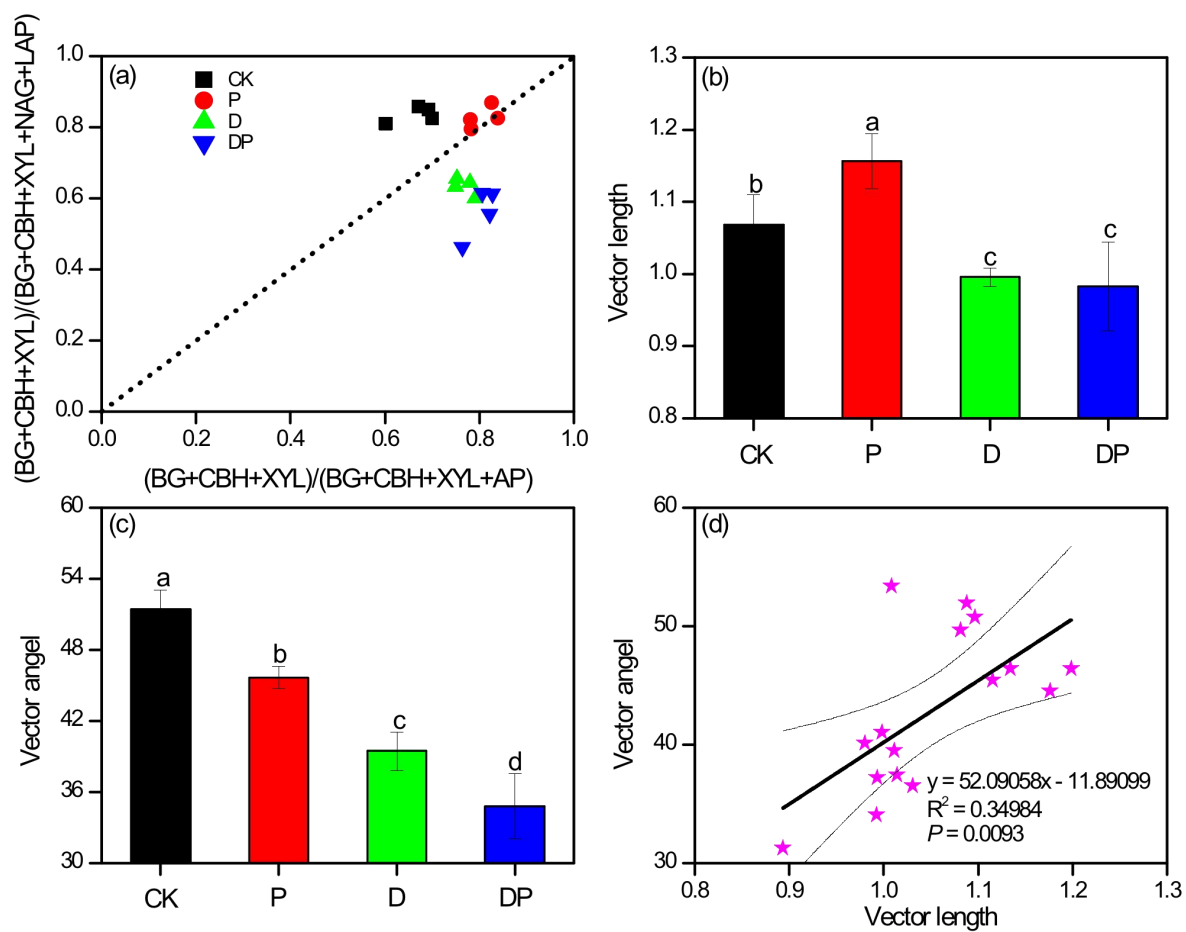 (BG+CBH+XYL)/(BG+CBH+XYL+NAG+LAP)
1.0
0.8
0.6
0.4
0.2
0.0
(a)
CK
P
D
DP
0.0 0.2 0.4 0.6 0.8 1.0
(BG+CBH+XYL)/(BG+CBH+XYL+AP)
Vector length
1.3
1.2
1.1
1.0
0.9
0.8
(b)
b
a
c
c
CK P D DP
Vector angel
60
54
48
42
36
30
(c)
a
b
c
d
CK P D DP
Vector angel
60
50
40
30
(d)
y = 52.09058x - 11.89099
R² = 0.34984
P = 0.0093
0.8 0.9 1.0 1.1 1.2 1.3
Vector length